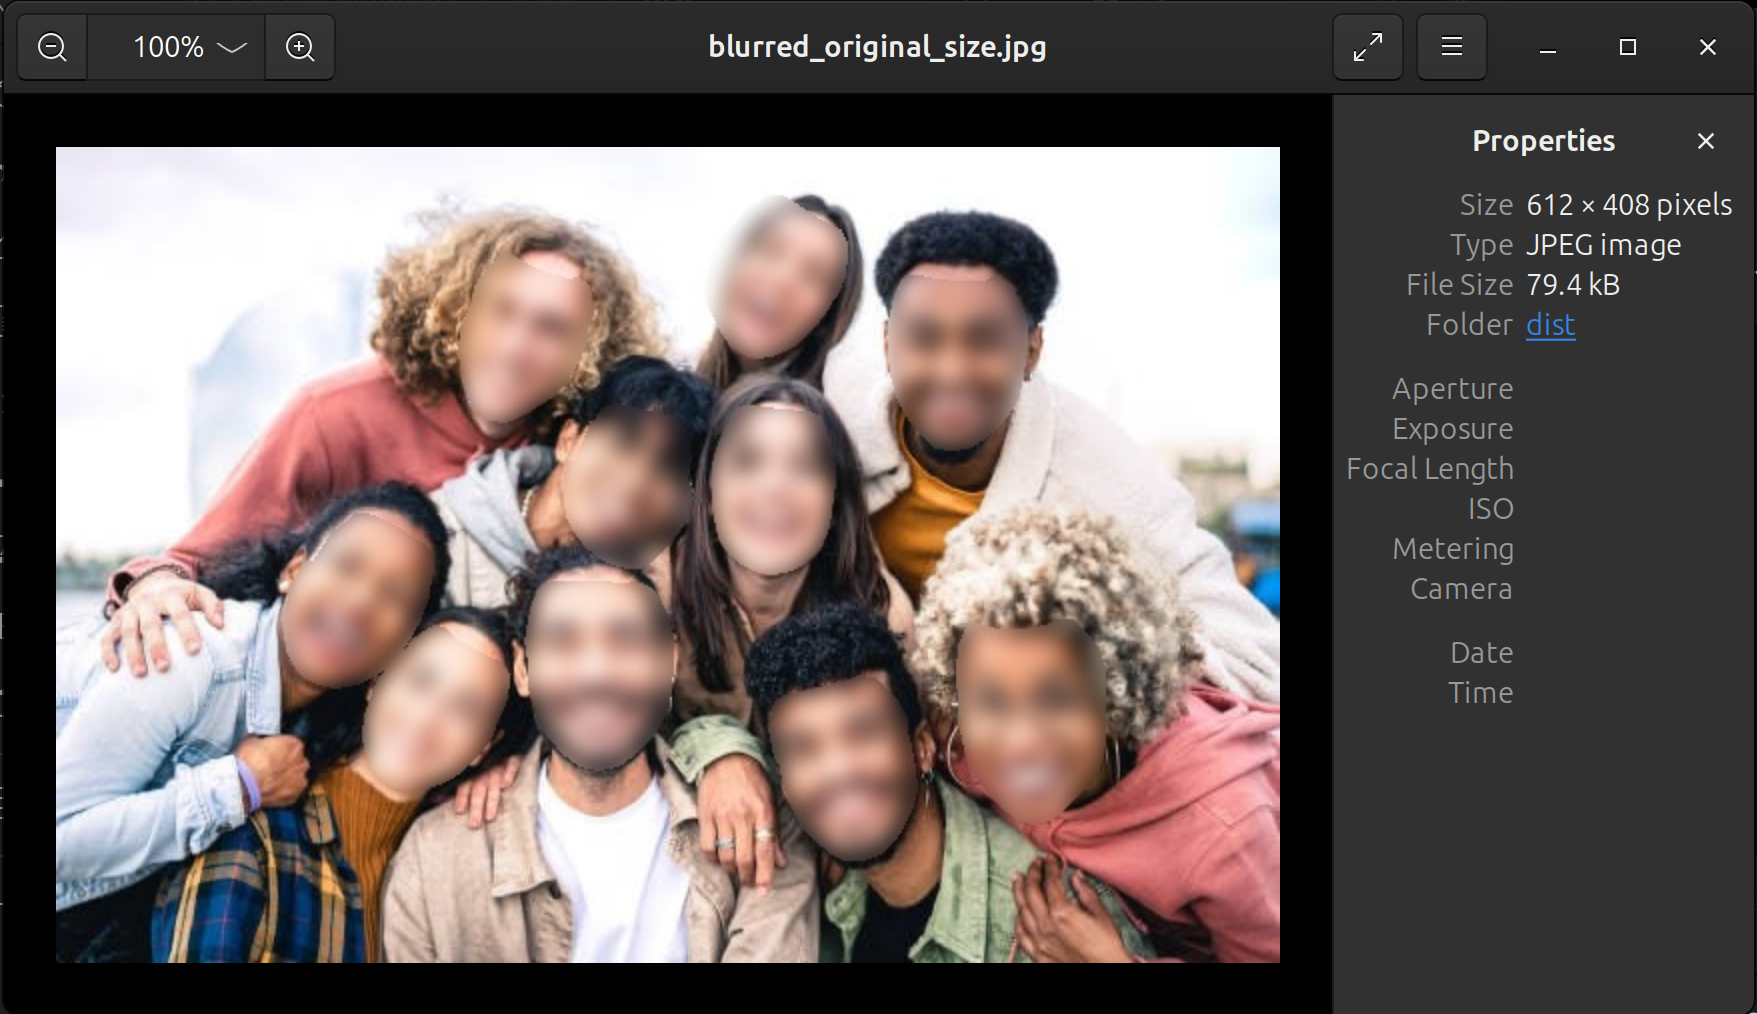 100%
blurred_original_size.jpg
Properties
Size 612 × 408 pixels
Type JPEG image
File Size 79.4 kB
Folder dist
Aperture
Exposure
Focal Length
ISO
Metering
Camera
Date
Time